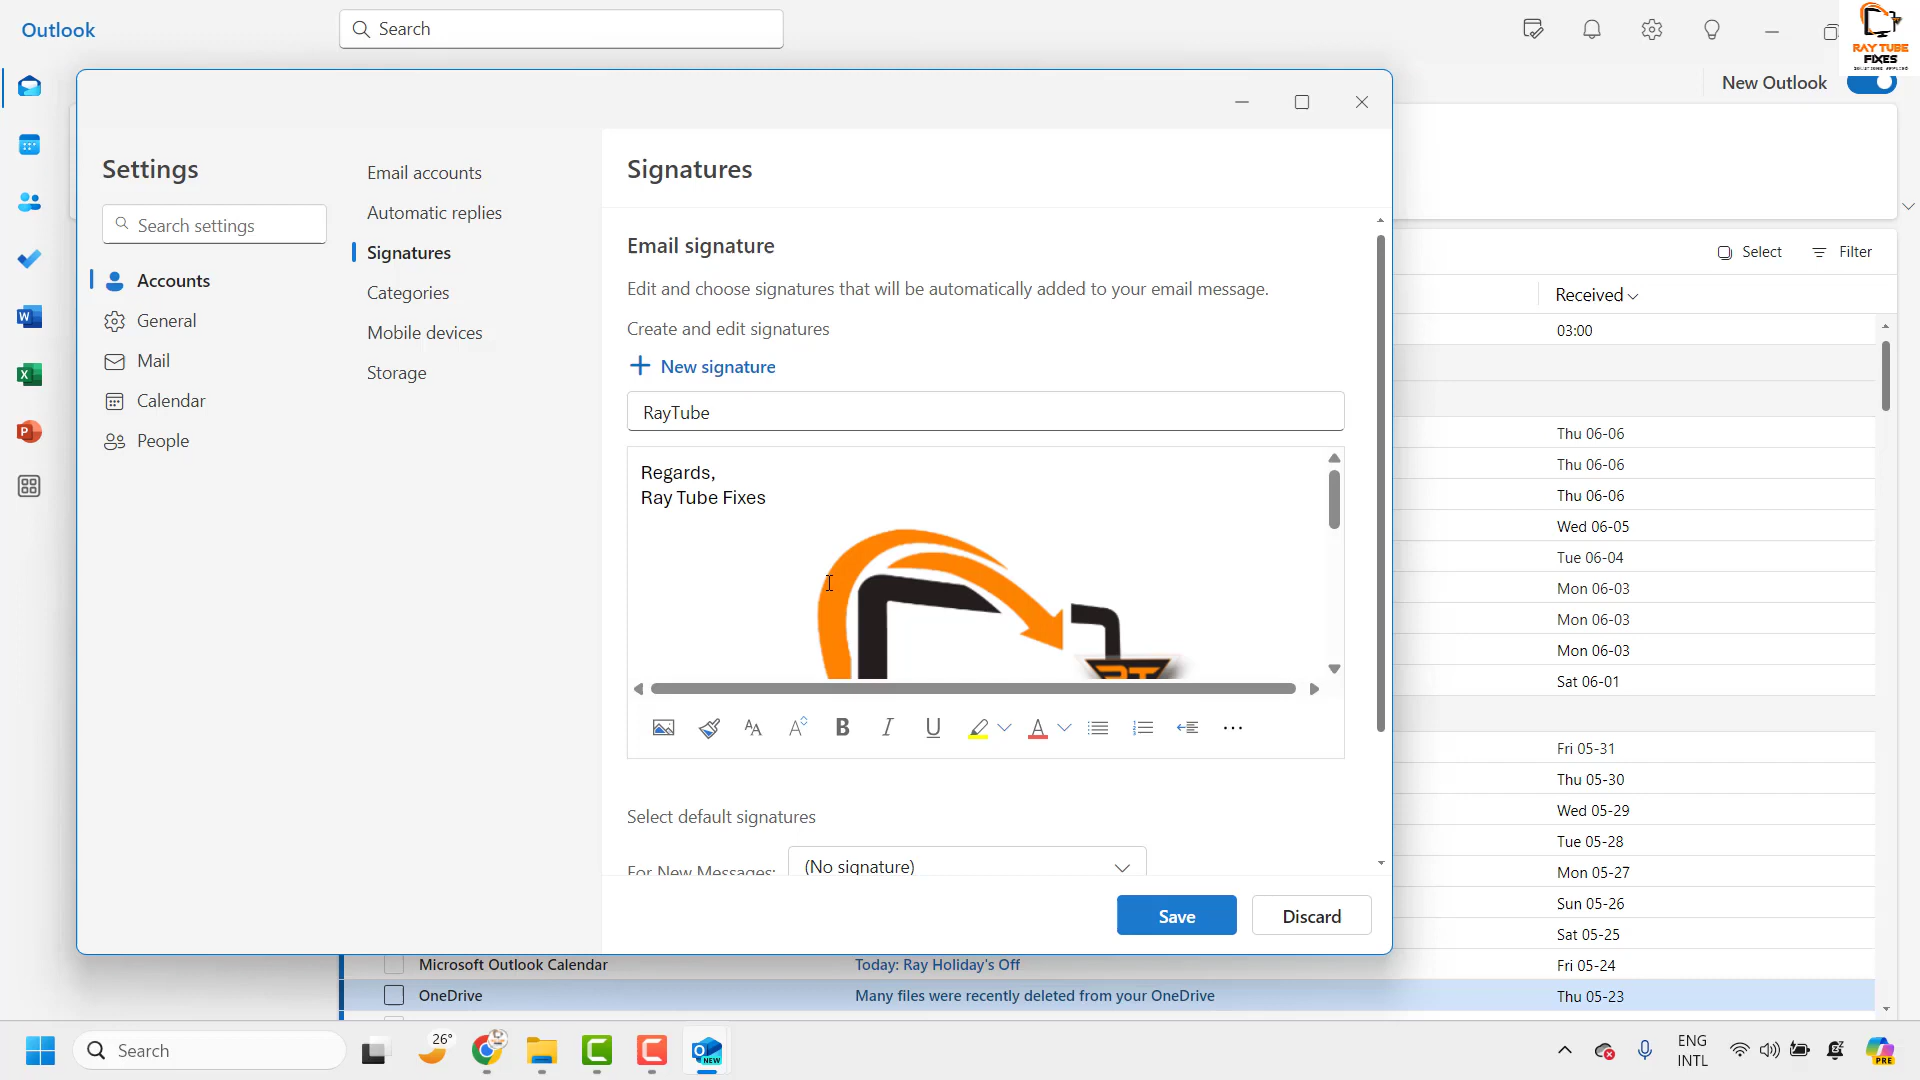 Outlook
Search
RAY TUBE
FIXES
New Outlook
Settings
Search settings
Accounts
General
Mail
Calendar
People
Email accounts
Automatic replies
Signatures
Categories
Mobile devices
Storage
Signatures
Email signature
Edit and choose signatures that will be automatically added to your email message.
Create and edit signatures
New signature
RayTube
Regards,
Ray Tube Fixes
Select default signatures
For New Messages: (No signature)
Save Discard
Select Filter
Received
03:00
Thu 06-06
Thu 06-06
Thu 06-06
Wed 06-05
Tue 06-04
Mon 06-03
Mon 06-03
Mon 06-03
Sat 06-01
Fri 05-31
Thu 05-30
Wed 05-29
Tue 05-28
Mon 05-27
Sun 05-26
Sat 05-25
Microsoft Outlook Calendar Today: Ray Holiday's Off Fri 05-24
OneDrive Many files were recently deleted from your OneDrive Thu 05-23
Search
26°
NEW
ENG
INTL
PRE